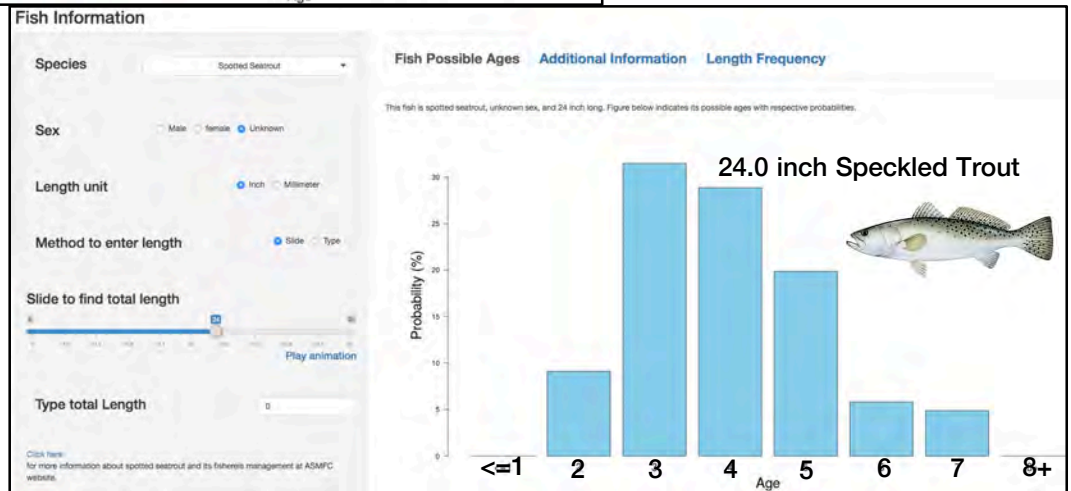 Age
Fish Information
Species
Spotted Seatrout
Sex
Male female Unknown
Length unit
Inch Millimeter
Method to enter length
Slide Type
Slide to find total length
24
Play animation
Type total Length
0
Click here
for more information about spotted seatrout and its fishereis management at ASMFC
website.
Fish Possible Ages Additional Information Length Frequency
This fish is spotted seatrout, unknown sex, and 24 inch long. Figure below indicates its possible ages with respective probabilities.
24.0 inch Speckled Trout
Probability (%)
30
25
20
15
10
5
0
<=1 2 3 4 5 6 7 8+
Age